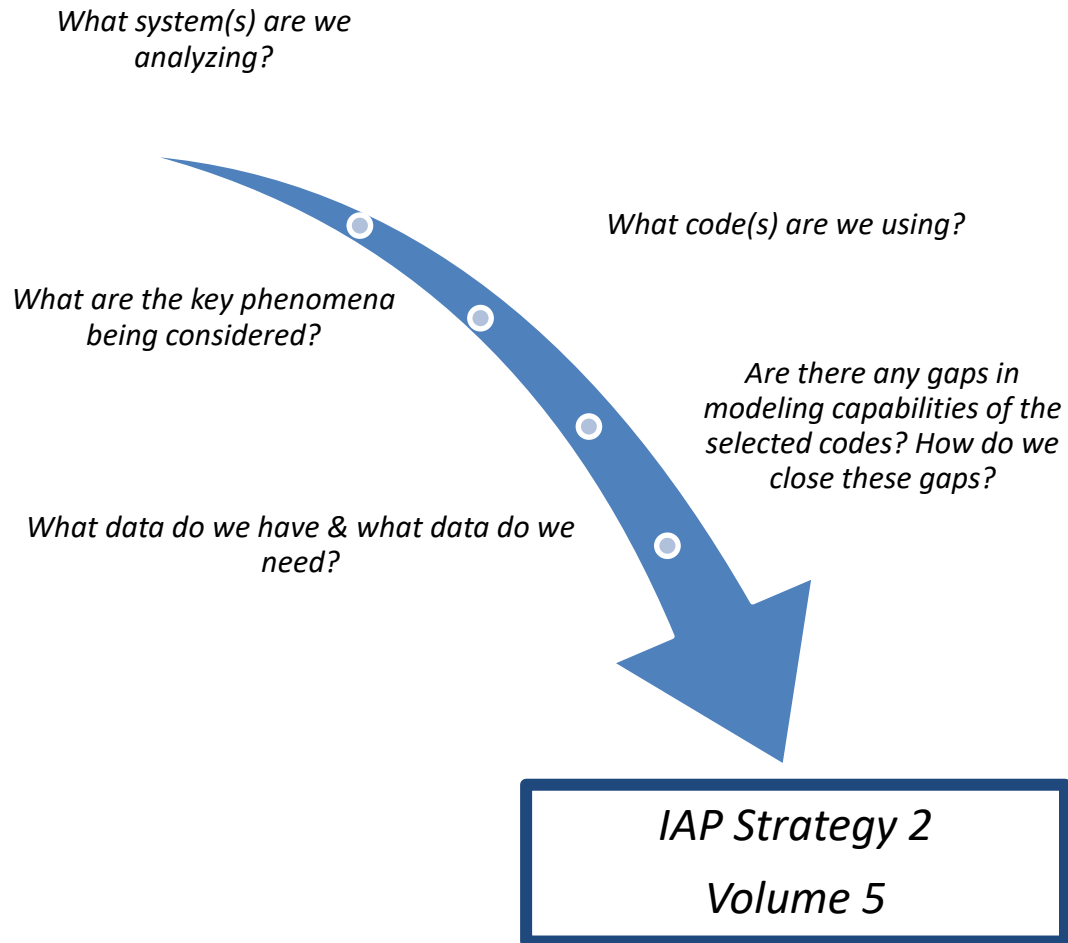 What system(s) are we
analyzing?
What code(s) are we using?
What are the key phenomena
being considered?
Are there any gaps in
modeling capabilities of the
selected codes? How do we
close these gaps?
What data do we have & what data do we
need?
IAP Strategy 2
Volume 5